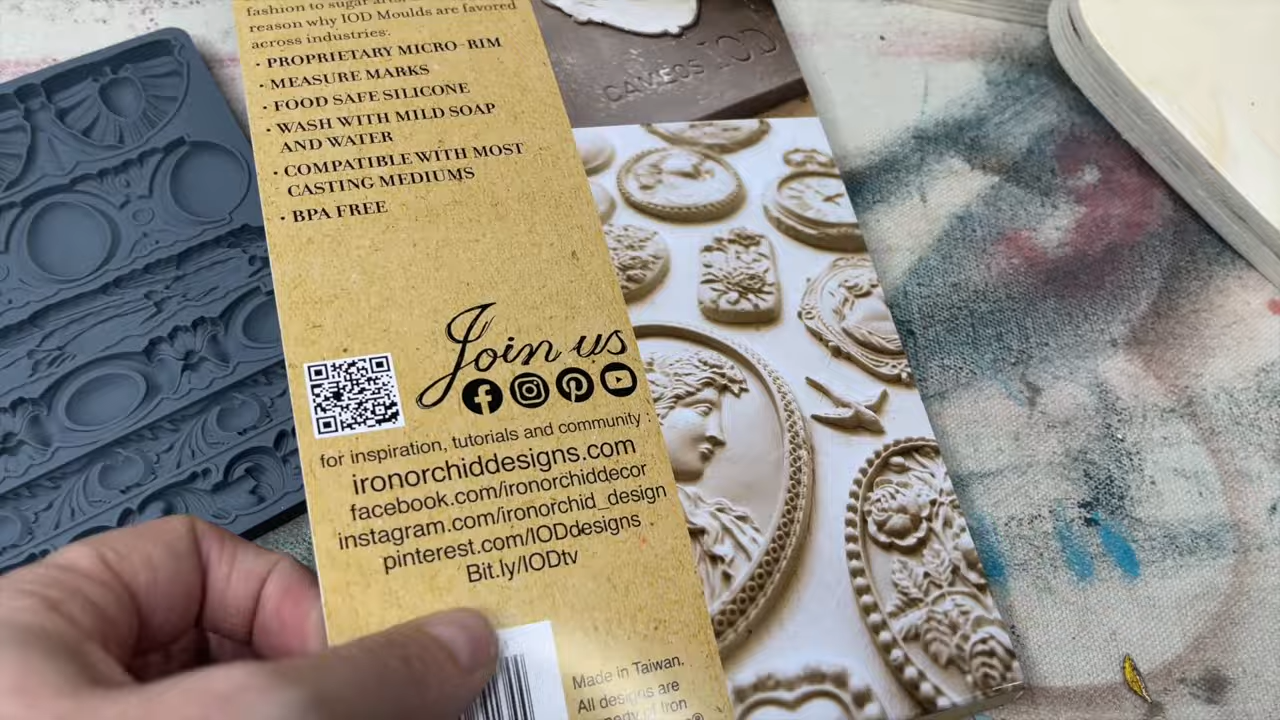 fashion to sugar
reason why IOD Moulds are favored
across industries:
· PROPRIETARY MICRO-RIM
· MEASURE MARKS
· FOOD SAFE SILICONE
· WASH WITH MILD SOAP
AND WATER
· COMPATIBLE WITH MOST
CASTING MEDIUMS
· BPA FREE
CAMEOS IOD
Join us
for inspiration, tutorials and community
ironorchiddesigns.com
facebook.com/ironorchiddecor
instagram.com/ironorchid_design
pinterest.com/IODdesigns
Bit.ly/IODtv
Made in Taiwan.
All designs are
of Iron